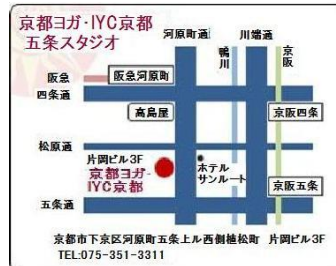 京都ヨガ・IYC京都
五条スタジオ
河原町通
鴨川
川端通
京阪
阪急
阪急河原町
四条通
高島屋
京阪四条
松原通
片岡ビル3F
京都ヨガ・
IYC京都
ホテル
サンルート
京阪五条
五条通
京都市下京区河原町五条上ル西側植松町 片岡ビル3F
TEL:075-351-3311